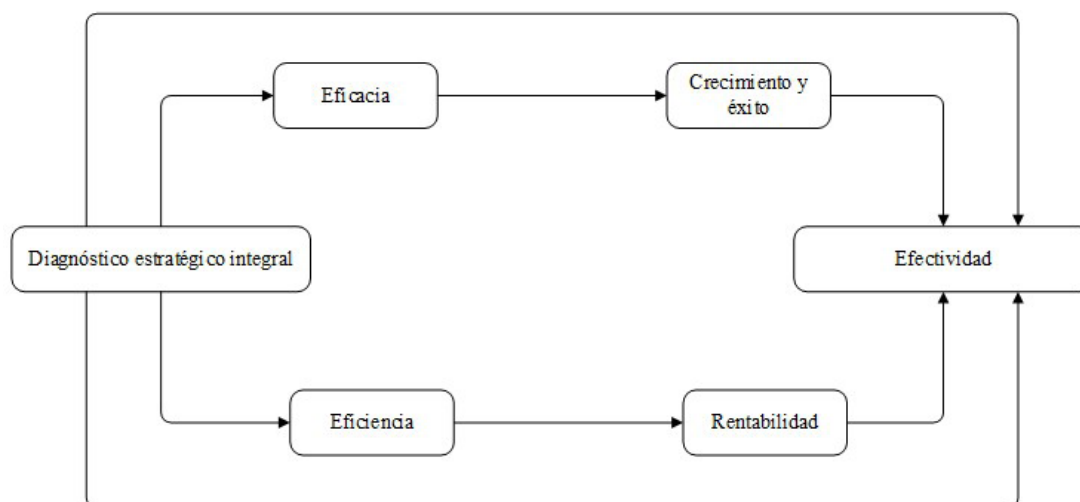 Eficacia
Crecimiento y
éxito
Diagnóstico estratégico integral
Efectividad
Eficiencia
Rentabilidad